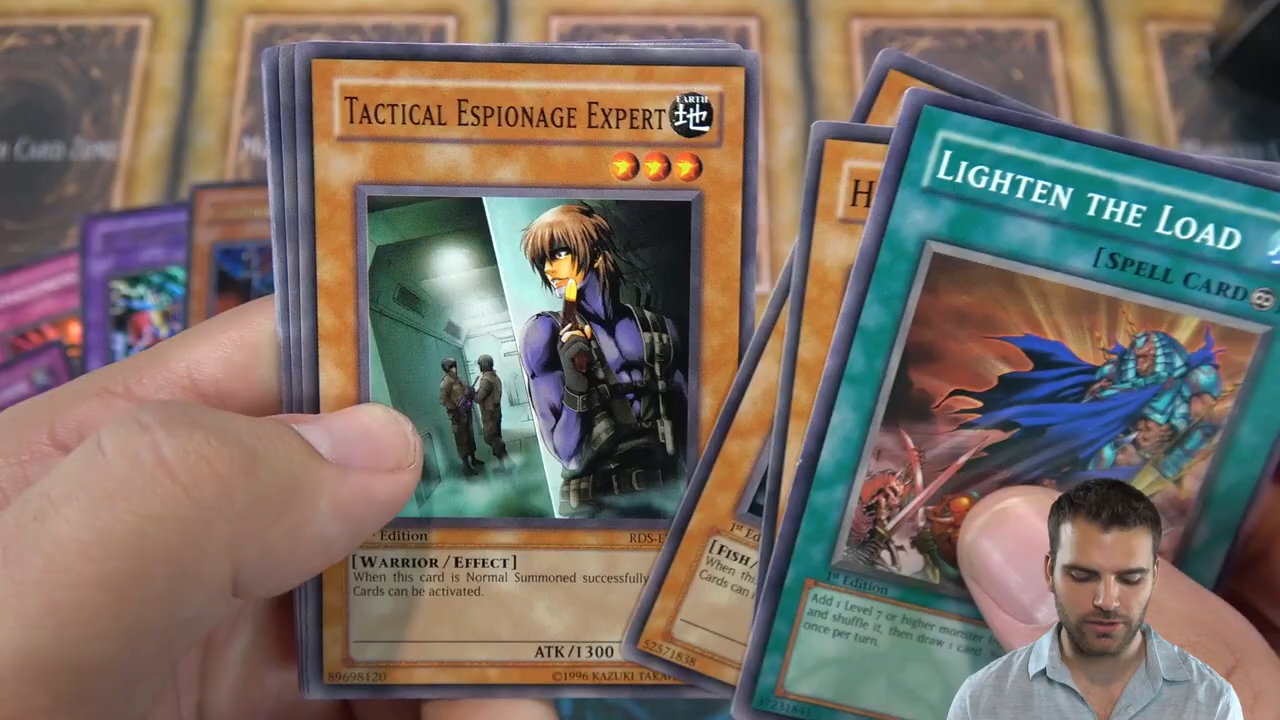 TACTICAL ESPIONAGE EXPERT
EARTH
地
Edition
RDS-E
[WARRIOR/EFFECT]
When this card is Normal Summoned successfully
Cards can be activated.
ATK/1300
89698120
©1996 KAZUKI TAKAH
H
1st Ed
[FISH/
When this
Cards can
52571838
LIGHTEN THE LOAD
[SPELL CARD
1st Edition
Add 1 Level 7 or higher monster
and shuffle it, then draw 1 card.
once per turn.
37231841